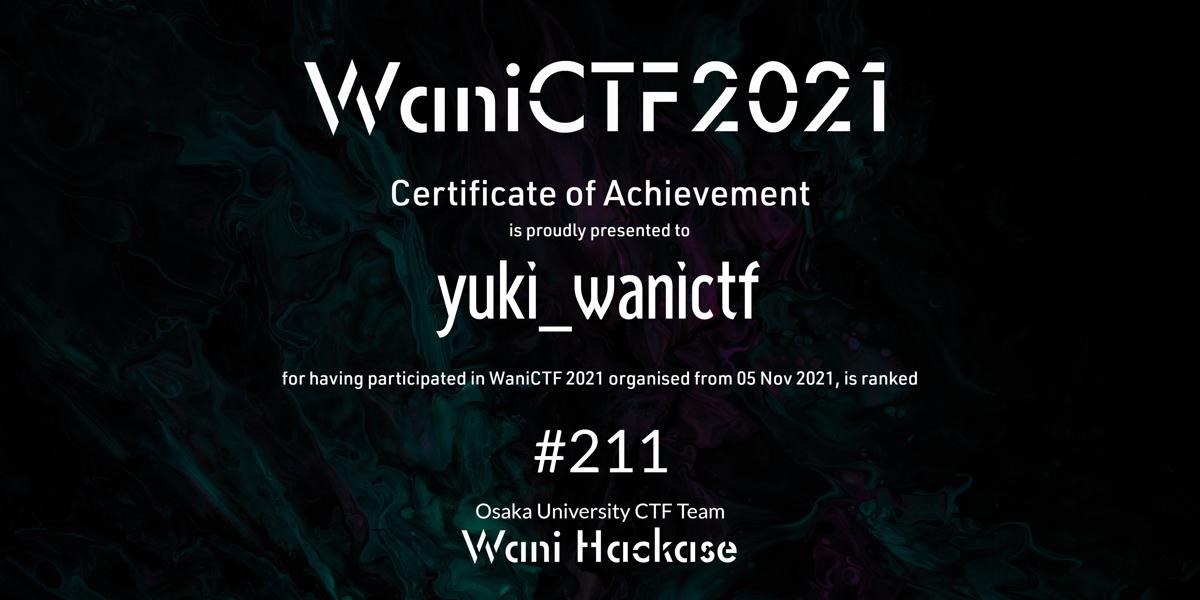 WaniCTF2021
Certificate of Achievement
is proudly presented to
yuki_wanictf
for having participated in WaniCTF 2021 organised from 05 Nov 2021, is ranked
#211
Osaka University CTF Team
Wani Hackase